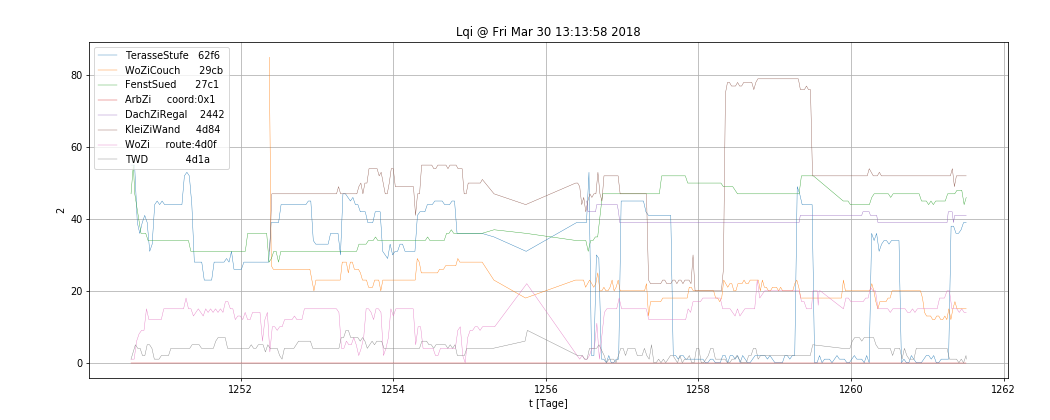 Lqi @ Fri Mar 30 13:13:58 2018
TerasseStufe 62f6
WoZiCouch 29cb
FenstSued 27c1
ArbZi coord:0x1
DachZiRegal 2442
KleiZiWand 4d84
WoZi route:4d0f
TWD 4d1a
80
60
40
20
0
2
1252
1254
1256
1258
1260
1262
t [Tage]